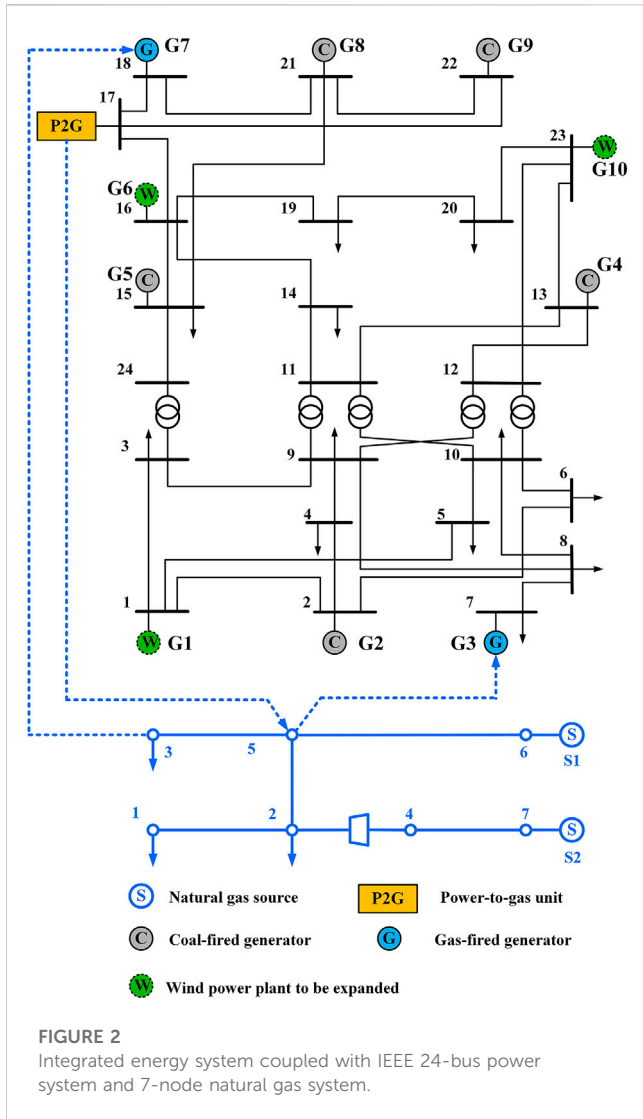 G G7 C G8 C G9
18 21 22
17
P2G
23
W
G10
G6 W
16 19 20
G5 C
15
C G4
14 13
24 11 12
3 9 10
6
4 5
8
1 2 7
W G1 C G2 G3 G
3 5 6 S
S1
1 2 4 7 S
S2
S Natural gas source P2G Power-to-gas unit
C Coal-fired generator G Gas-fired generator
W Wind power plant to be expanded
FIGURE 2
Integrated energy system coupled with IEEE 24-bus power
system and 7-node natural gas system.